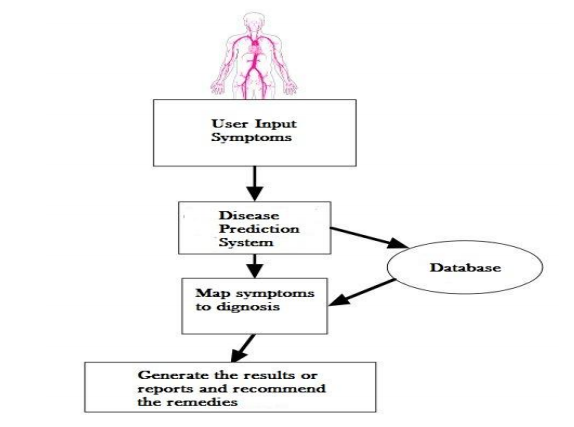 User Input
Symptoms
Disease
Prediction
System
Database
Map symptoms
to dignosis
Generate the results or
reports and recommend
the remedies